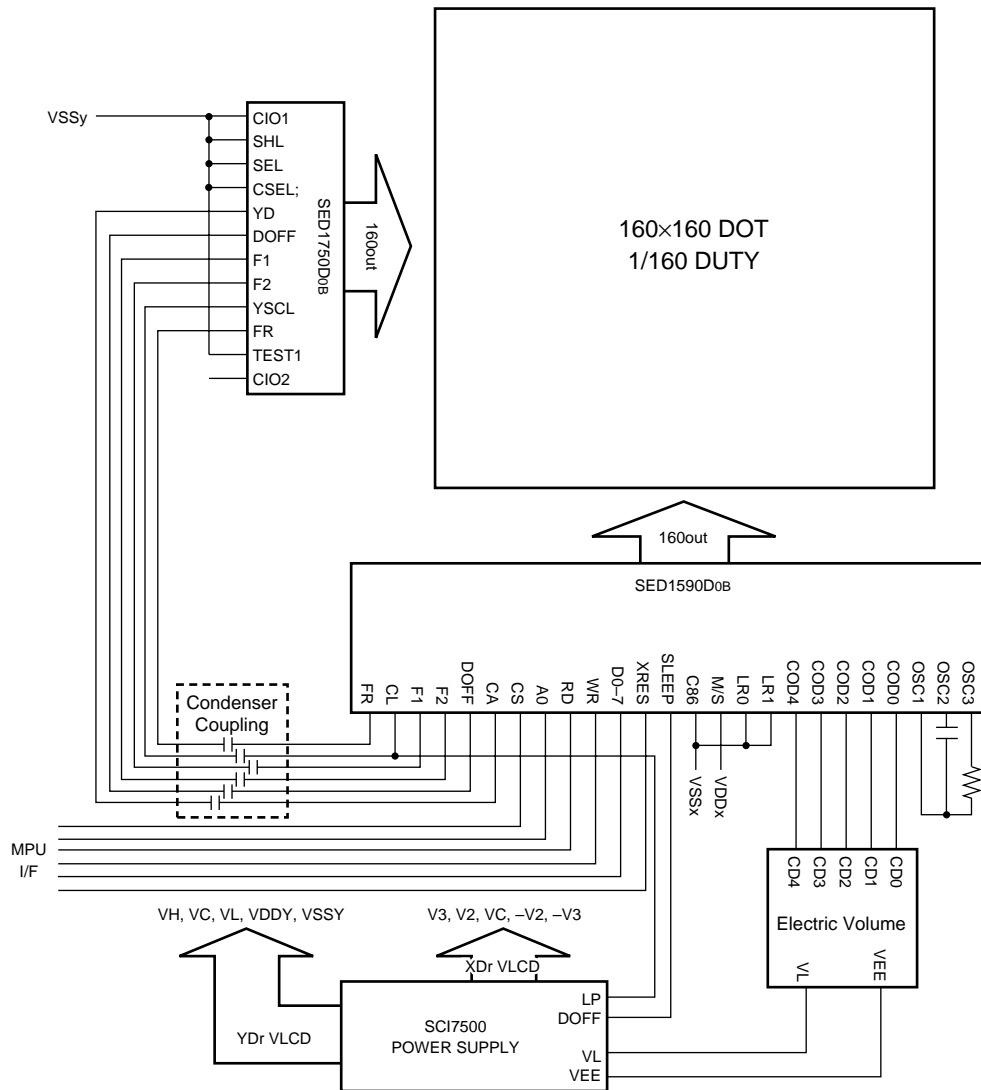 VSSy
CIO1
SHL
SEL
CSEL;
YD
DOFF
F1
F2
YSCL
FR
TEST1
CIO2
SED1750D0B
160out
160×160 DOT
1/160 DUTY
160out
SED1590D0B
FR
CL
F1
F2
DOFF
CA
CS
A0
RD
WR
D0–7
XRES
SLEEP
C86
M/S
LR0
LR1
COD4
COD3
COD2
COD1
COD0
OSC1
OSC2
OSC3
Condenser
Coupling
VSSx
VDDx
MPU
I/F
CD4
CD3
CD2
CD1
CD0
Electric Volume
VL
VEE
VH, VC, VL, VDDY, VSSY
V3, V2, VC, –V2, –V3
XDr VLCD
YDr VLCD
SCI7500
POWER SUPPLY
LP
DOFF
VL
VEE